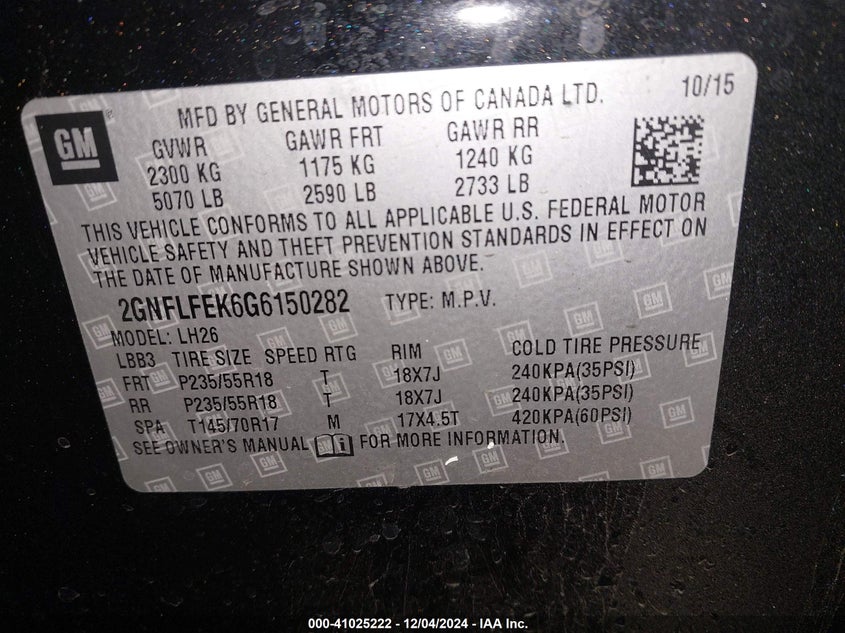 MFD BY GENERAL MOTORS OF CANADA LTD. 10/15
GM
GVWR GAWR FRT GAWR RR
2300 KG 1175 KG 1240 KG
5070 LB 2590 LB 2733 LB
THIS VEHICLE CONFORMS TO ALL APPLICABLE U.S. FEDERAL MOTOR
VEHICLE SAFETY AND THEFT PREVENTION STANDARDS IN EFFECT ON
THE DATE OF MANUFACTURE SHOWN ABOVE.
2GNFLFEK6G6150282 TYPE: M.P.V.
MODEL: LH26
LBB3 TIRE SIZE SPEED RTG RIM COLD TIRE PRESSURE
FRT P235/55R18 T 18X7J 240KPA(35PSI)
RR P235/55R18 T 18X7J 240KPA(35PSI)
SPA T145/70R17 M 17X4.5T 420KPA(60PSI)
SEE OWNER'S MANUAL FOR MORE INFORMATION.
000-41025222 - 12/04/2024 - IAA Inc.